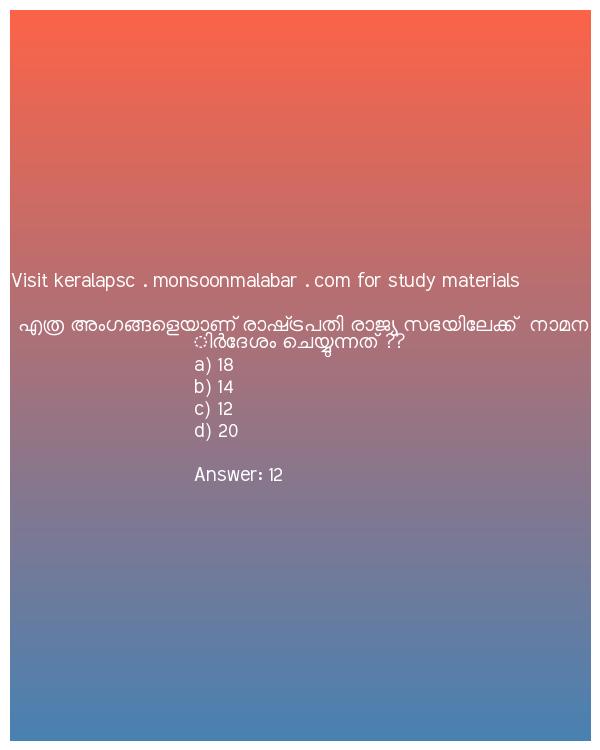 Visit keralapsc . monsoonmalabar . com for study materials
എത്ര അംഗങ്ങളെയാണ് രാഷ്ട്രപതി രാജ്യ സഭയിലേക്ക്  നാമന
ിർദേശം ചെയ്യുന്നത് ??
a) 18
b) 14
c) 12
d) 20
Answer: 12